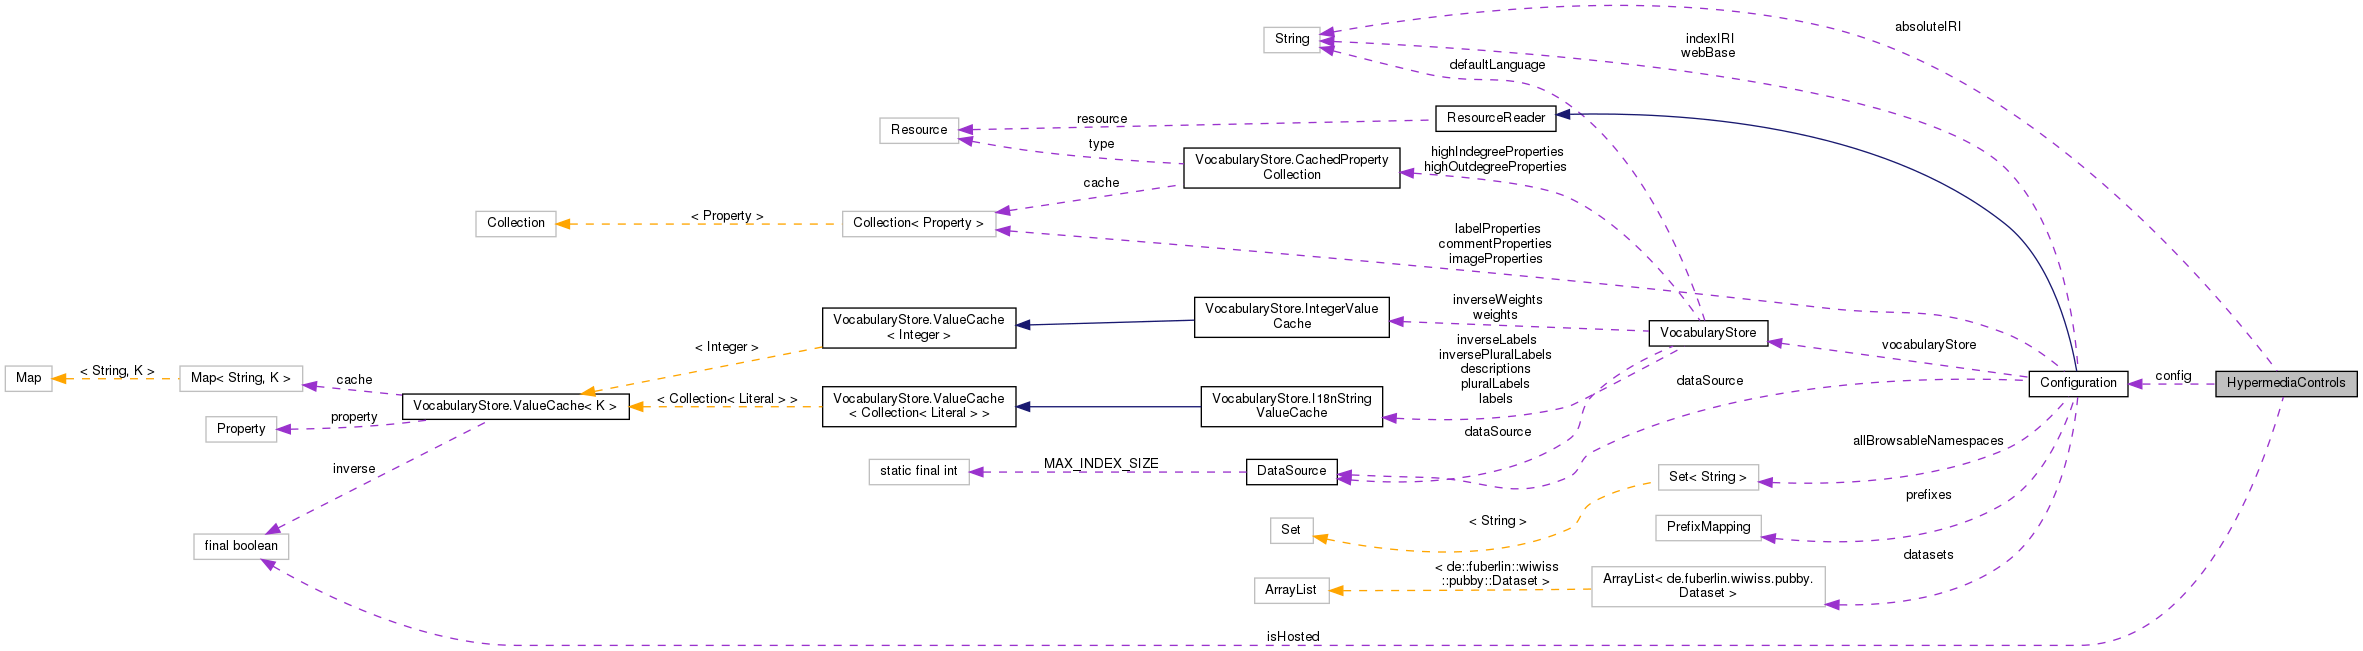 absoluteIRI
String
indexIRI
webBase
defaultLanguage
ResourceReader
resource
Resource
type
VocabularyStore.CachedProperty
Collection
highIndegreeProperties
highOutdegreeProperties
cache
Collection
< Property >
Collection< Property >
labelProperties
commentProperties
imageProperties
VocabularyStore.IntegerValue
Cache
inverseWeights
weights
VocabularyStore.ValueCache
< Integer >
VocabularyStore
< Integer >
inverseLabels
inversePluralLabels
descriptions
pluralLabels
labels
vocabularyStore
Map
< String, K >
Map< String, K >
cache
dataSource
Configuration
config
HypermediaControls
VocabularyStore.ValueCache< K >
< Collection< Literal > >
VocabularyStore.ValueCache
< Collection< Literal > >
VocabularyStore.I18nString
ValueCache
property
Property
dataSource
allBrowsableNamespaces
inverse
static final int
MAX_INDEX_SIZE
DataSource
Set< String >
prefixes
Set
< String >
PrefixMapping
final boolean
datasets
< de::fuberlin::wiwiss
::pubby::Dataset >
ArrayList
ArrayList< de.fuberlin.wiwiss.pubby.
Dataset >
isHosted